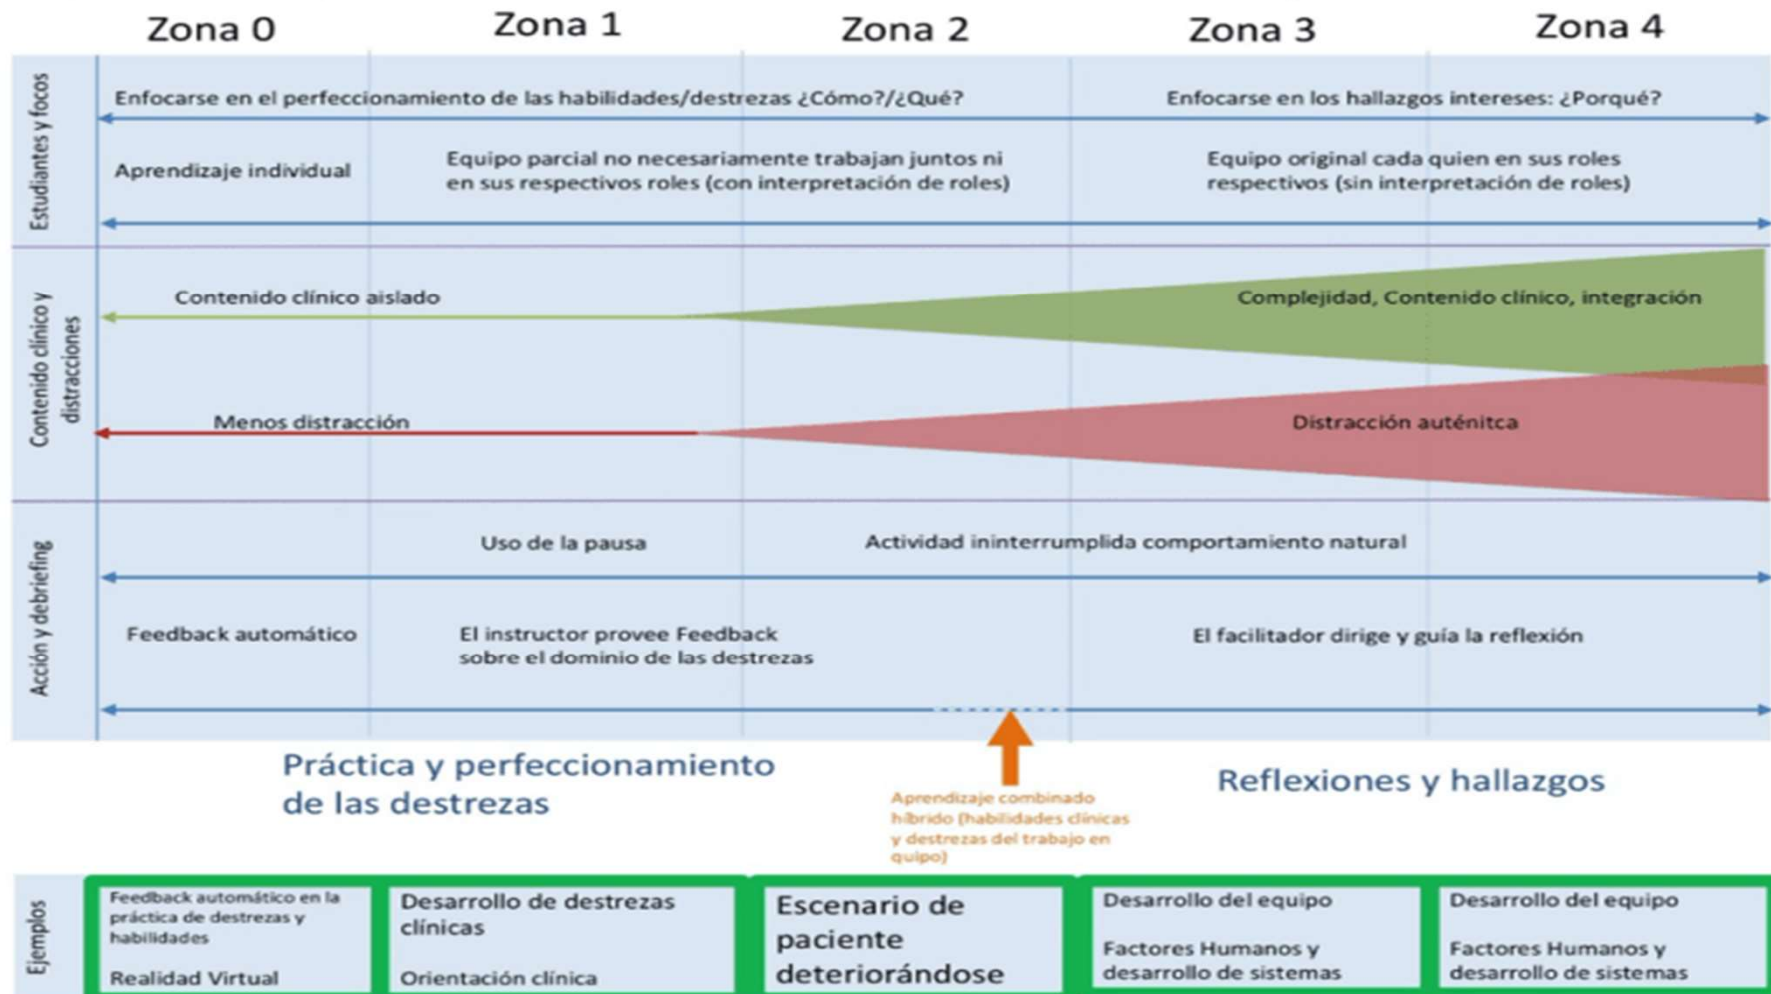 Zona 0
Zona 1
Zona 2
Zona 3
Zona 4
Estudiantes y focos
Enfocarse en el perfeccionamiento de las habilidades/destrezas ¿Cómo?/¿Qué?
Enfocarse en los hallazgos intereses: ¿Porqué?
Aprendizaje individual
Equipo parcial no necesariamente trabajan juntos ni
en sus respectivos roles (con interpretación de roles)
Equipo original cada quien en sus roles
respectivos (sin interpretación de roles)
Contenido clínico y
distracciones
Contenido clínico aislado
Complejidad, Contenido clínico, integración
Menos distracción
Distracción auténitca
Acción y debriefing
Uso de la pausa
Actividad ininterrumplida comportamiento natural
Feedback automático
El instructor provee Feedback
sobre el dominio de las destrezas
El facilitador dirige y guía la reflexión
Práctica y perfeccionamiento
de las destrezas
Aprendizaje combinado
híbrido (habilidades clínicas
y destrezas del trabajo en
quipo)
Reflexiones y hallazgos
Ejemplos
Feedback automático en la
práctica de destrezas y
habilidades
Realidad Virtual
Desarrollo de destrezas
clínicas
Orientación clínica
Escenario de
paciente
deteriorándose
Desarrollo del equipo
Factores Humanos y
desarrollo de sistemas
Desarrollo del equipo
Factores Humanos y
desarrollo de sistemas